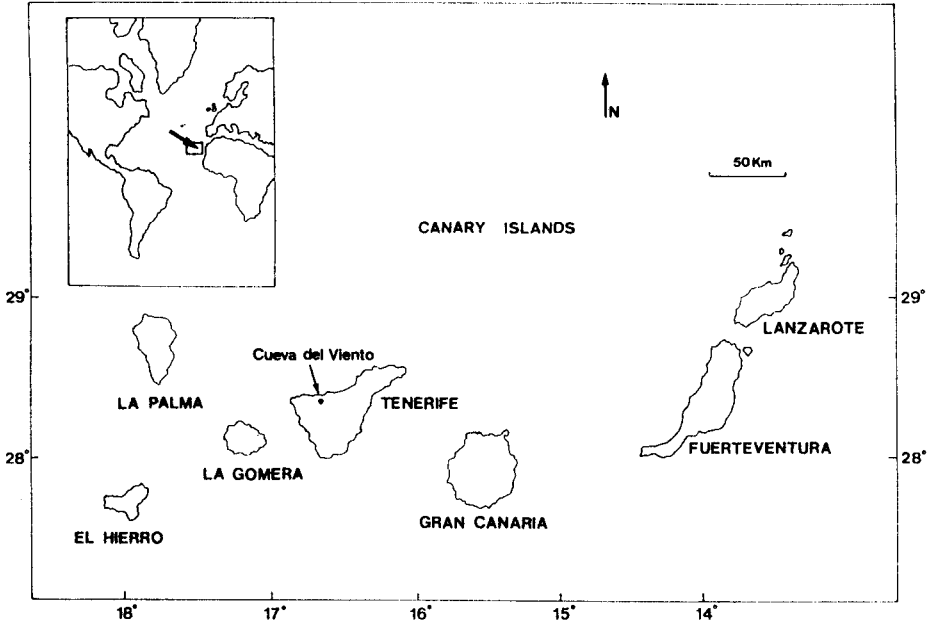 N
50 Km
CANARY ISLANDS
29°
29°
LANZAROTE
Cueva del Viento
LA PALMA
TENERIFE
FUERTEVENTURA
28°
28°
LA GOMERA
GRAN CANARIA
EL HIERRO
18°
17°
16°
15°
14°